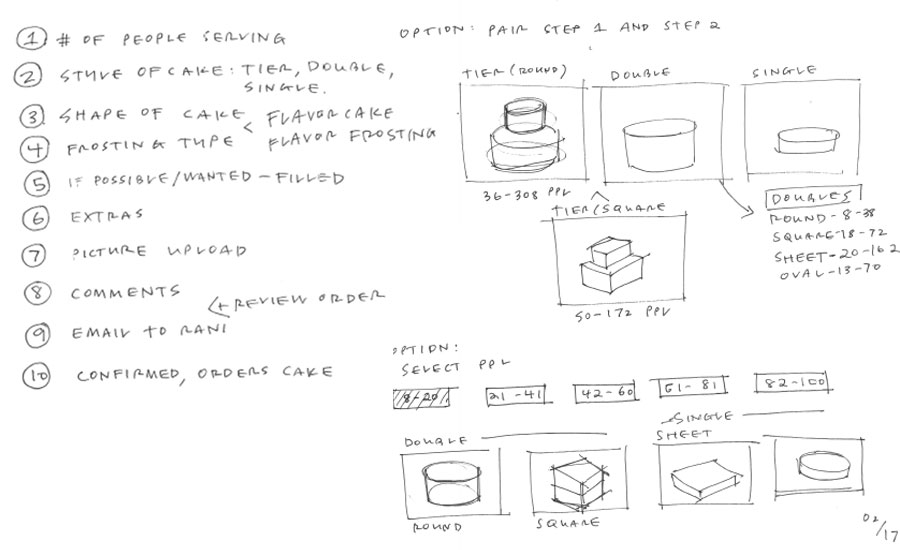 1 # OF PEOPLE SERVING
2 STYLE OF CAKE: TIER, DOUBLE,
SINGLE.
3 SHAPE OF CAKE < FLAVOR CAKE
4 FROSTING TYPE FLAVOR FROSTING
5 IF POSSIBLE/WANTED - FILLED
6 EXTRAS
7 PICTURE UPLOAD
8 COMMENTS
< + REVIEW ORDER
9 EMAIL TO RANI
10 CONFIRMED, ORDERS CAKE
OPTION: PAIR STEP 1 AND STEP 2
TIER (ROUND) DOUBLE SINGLE
36-308 PPL
TIER/SQUARE
50-172 PPL
DOUBLES
ROUND - 8-38
SQUARE-18-72
SHEET-20-162
OVAL-13-70
OPTION:
SELECT PPL
8-20 21-41 42-60 61-81 82-100
DOUBLE SINGLE
SHEET
ROUND SQUARE
02/17